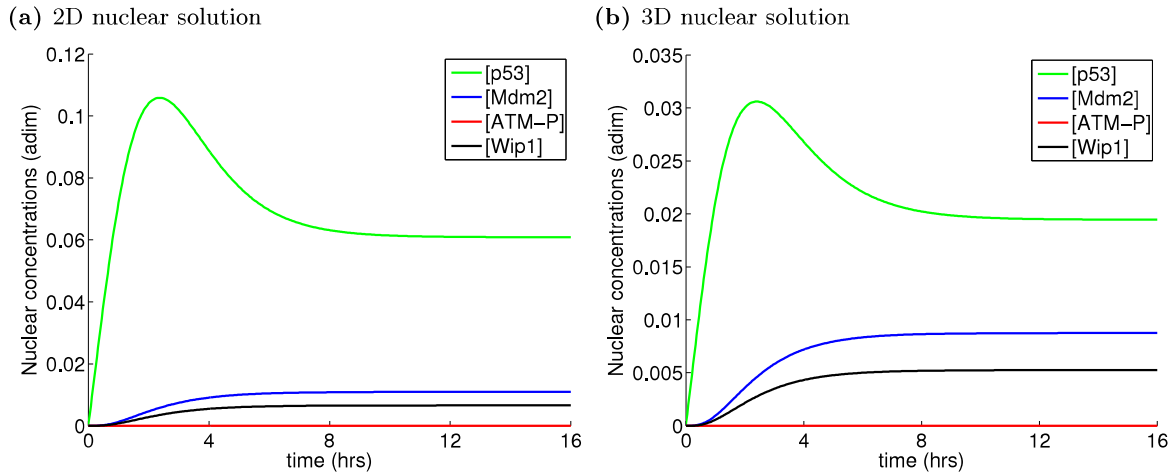 (a) 2D nuclear solution
0.12
0.1
0.08
0.06
0.04
0.02
0
Nuclear concentrations (adim)
[p53]
[Mdm2]
[ATM-P]
[Wip1]
0 4 8 12 16
time (hrs)
(b) 3D nuclear solution
0.035
0.03
0.025
0.02
0.015
0.01
0.005
0
Nuclear concentrations (adim)
[p53]
[Mdm2]
[ATM-P]
[Wip1]
0 4 8 12 16
time (hrs)